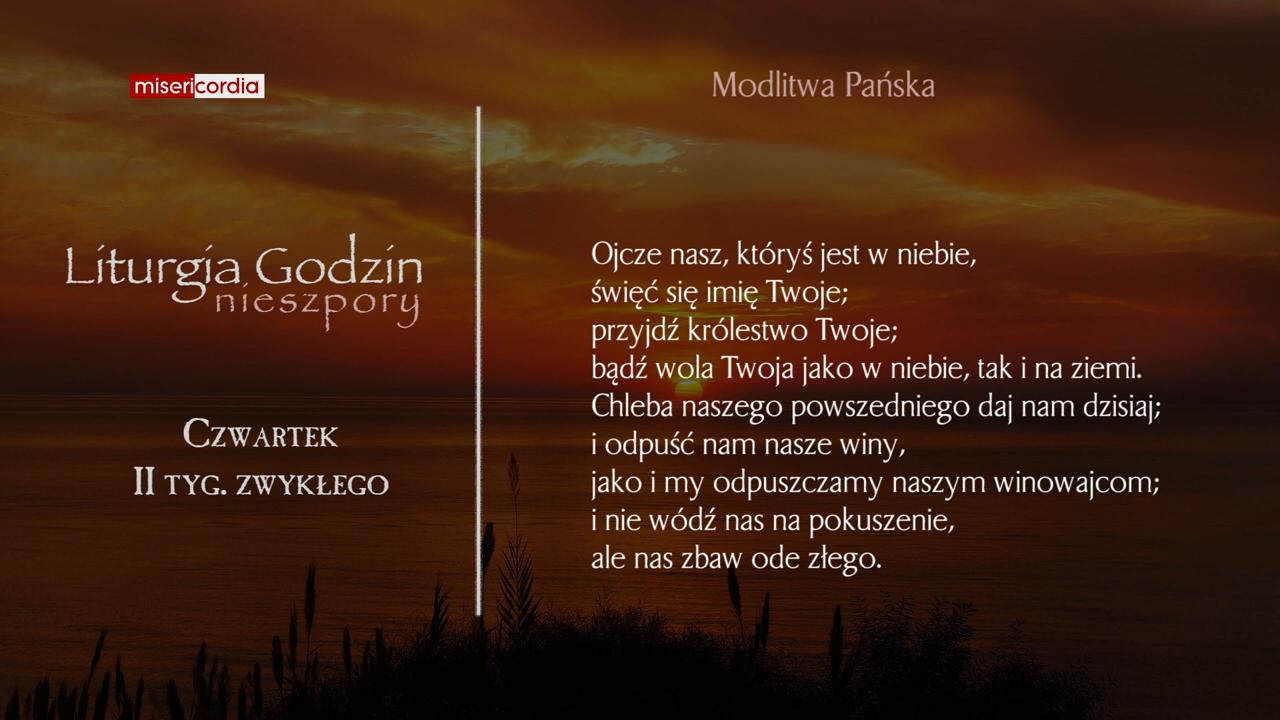 misericordia
Modlitwa Pańska
Liturgia Godzin
nieszpory
Czwartek
II tyg. zwykłego
Ojcze nasz, któryś jest w niebie,
święć się imię Twoje;
przyjdź królestwo Twoje;
bądź wola Twoja jako w niebie, tak i na ziemi.
Chleba naszego powszedniego daj nam dzisiaj;
i odpuść nam nasze winy,
jako i my odpuszczamy naszym winowajcom;
i nie wódź nas na pokuszenie,
ale nas zbaw ode złego.